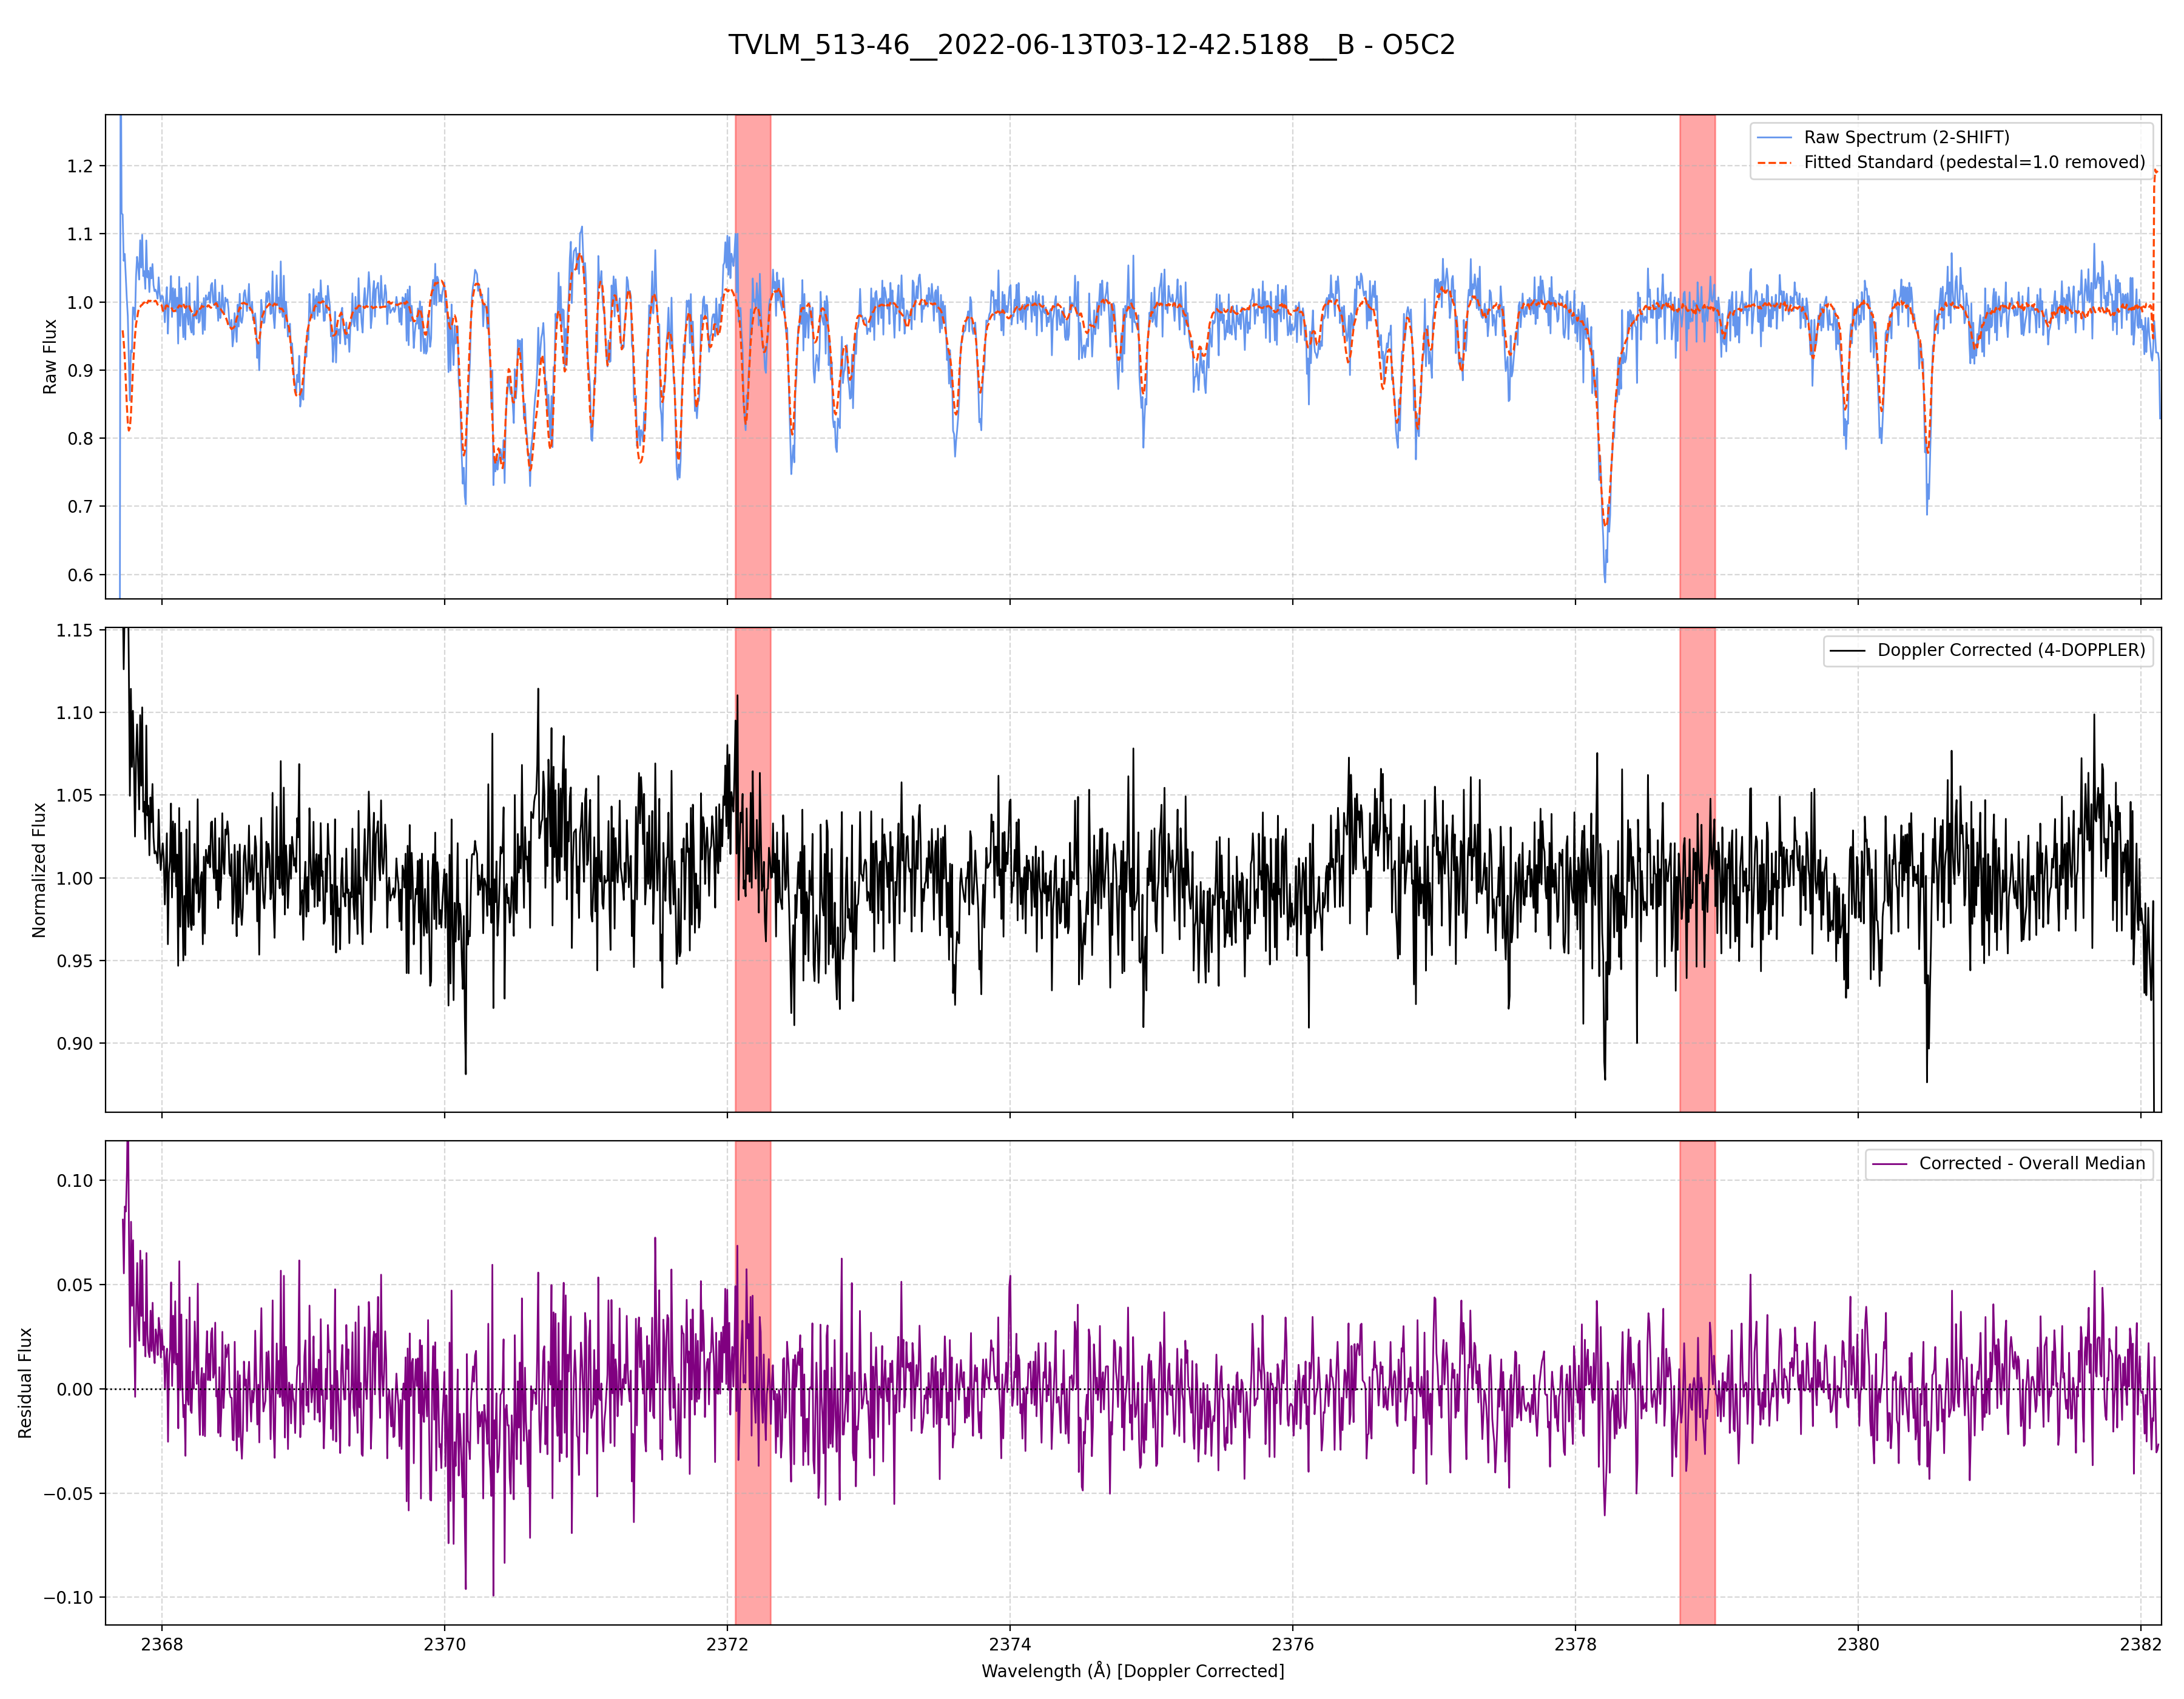 TVLM_513-46__2022-06-13T03-12-42.5188__B - O5C2
Raw Spectrum (2-SHIFT)
Fitted Standard (pedestal=1.0 removed)
1.2
1.1
1.0
0.9
0.8
0.7
0.6
Raw Flux
Doppler Corrected (4-DOPPLER)
1.15
1.10
1.05
1.00
0.95
0.90
Normalized Flux
Corrected - Overall Median
0.10
0.05
0.00
−0.05
−0.10
Residual Flux
2368 2370 2372 2374 2376 2378 2380 2382
Wavelength (Å) [Doppler Corrected]